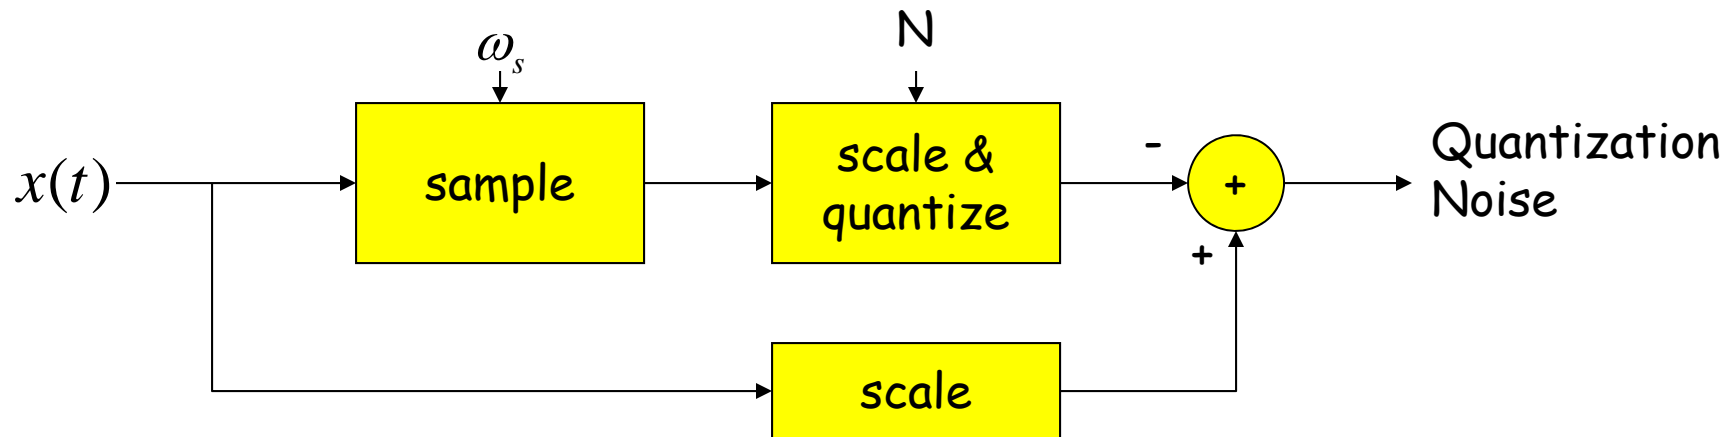 ωs
N
x(t)
sample
scale &
quantize
-
+
+
Quantization
Noise
scale